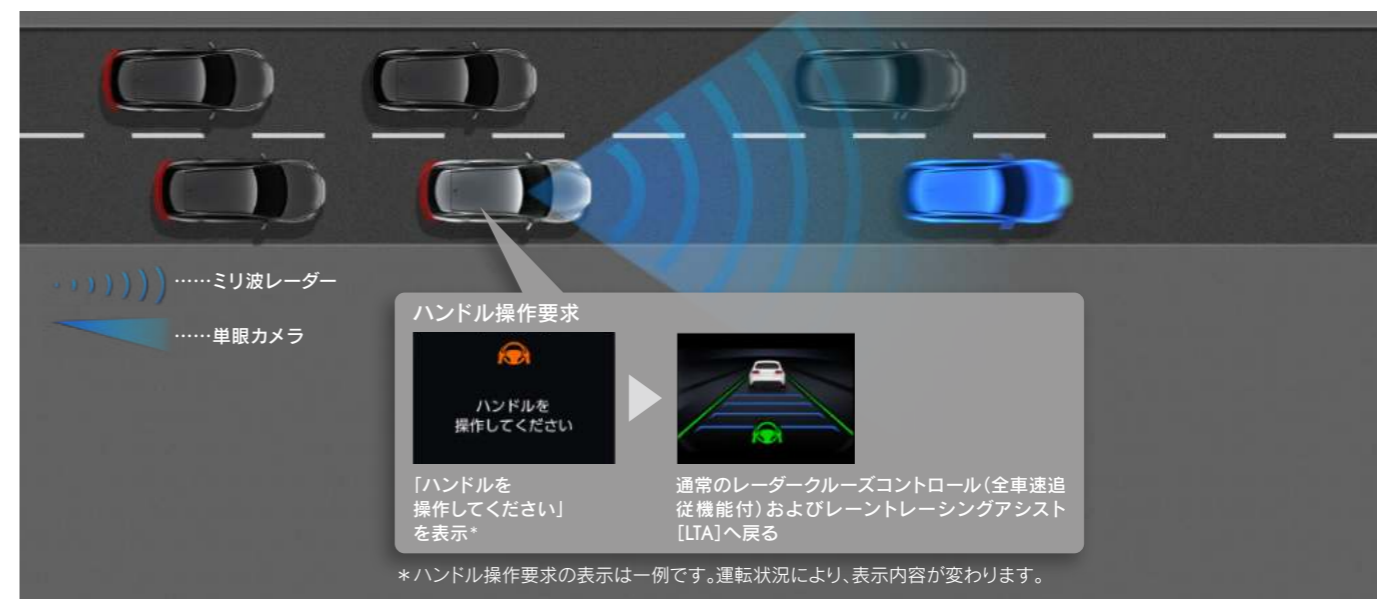 ……ミリ波レーダー
……単眼カメラ
ハンドル操作要求
ハンドルを
操作してください
「ハンドルを
操作してください」
を表示*
通常のレーダークルーズコントロール(全車速追
従機能付)およびレーントレーシングアシスト
[LTA]へ戻る
*ハンドル操作要求の表示は一例です。運転状況により、表示内容が変わります。